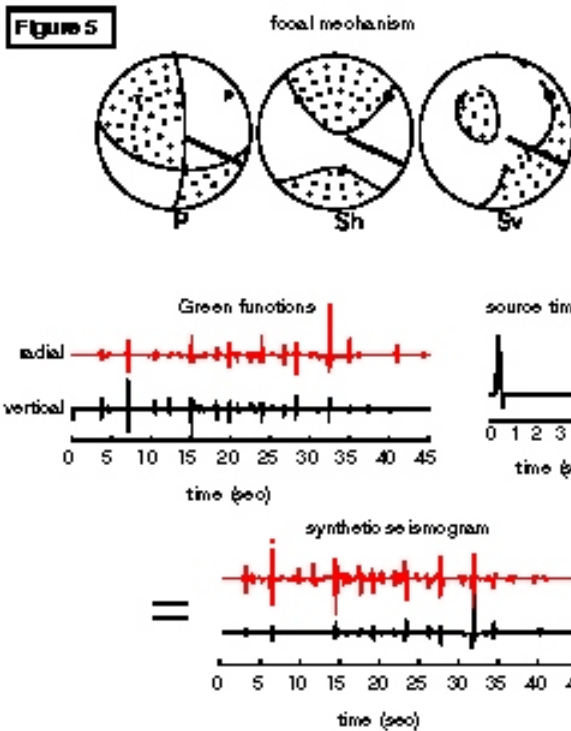 Figure 5
focal mechanism
T P
P Sh Sv
Green functions
source tim
radial
vertical
0 5 10 15 20 25 30 35 45
0 1 2 3
time (sec)
time (s
synthetic seismogram
=
0 5 10 15 20 25 30 35 40 4
time (sec)